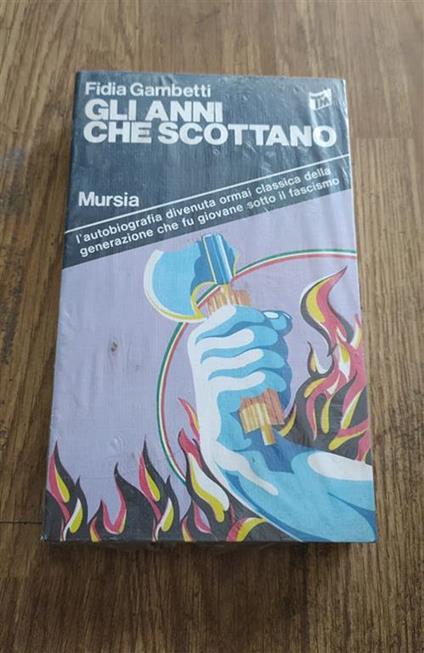 Fidia Gambetti
GLI ANNI
CHE SCOTTANO
Mursia
l'autobiografia divenuta ormai classica della
generazione che fu giovane sotto il fascismo